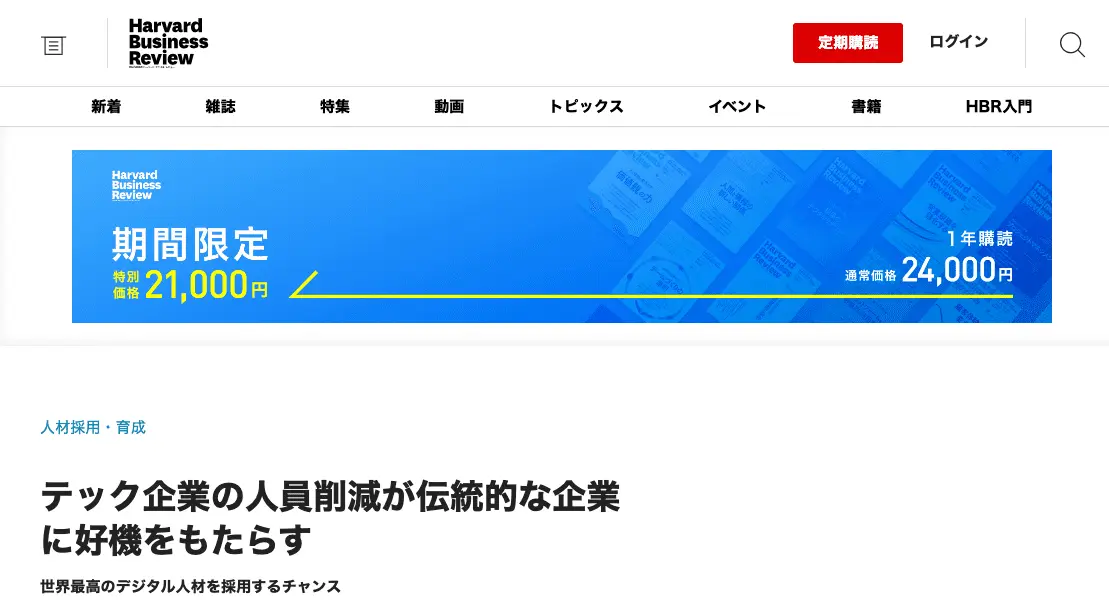 Harvard
Business
Review
定期購読
ログイン
新着 雑誌 特集 動画 トピックス イベント 書籍 HBR入門
Harvard
Business
Review
期間限定
特別価格 21,000円
1年購読
通常価格 24,000円
人材採用・育成
テック企業の人員削減が伝統的な企業
に好機をもたらす
世界最高のデジタル人材を採用するチャンス